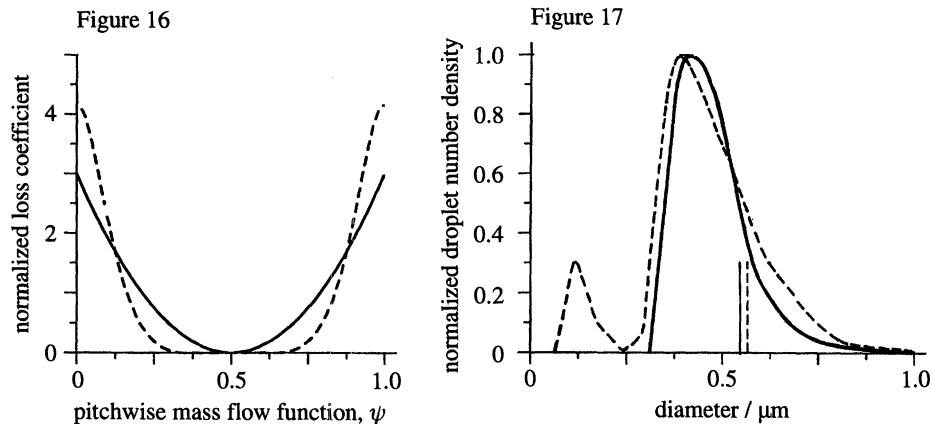 Figure 16
normalized loss coefficient
4
2
0
0
0.5
1.0
pitchwise mass flow function, ψ
Figure 17
normalized droplet number density
1.0
0.8
0.6
0.4
0.2
0
0
0.5
1.0
diameter / μm